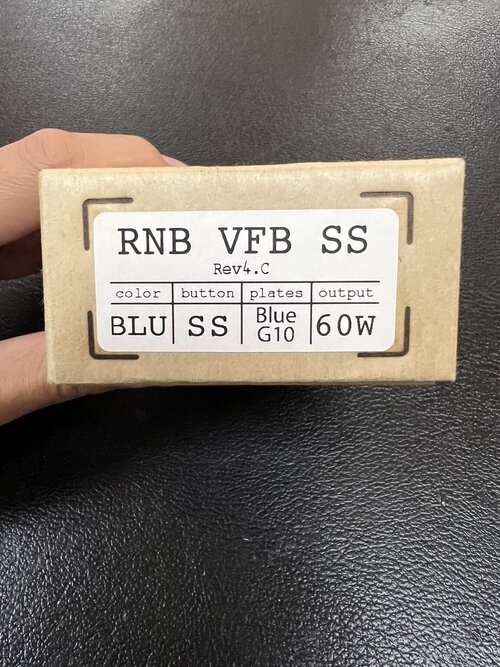 RNB VFB SS
Rev4.C
color button plates output
BLU SS Blue G10 60W